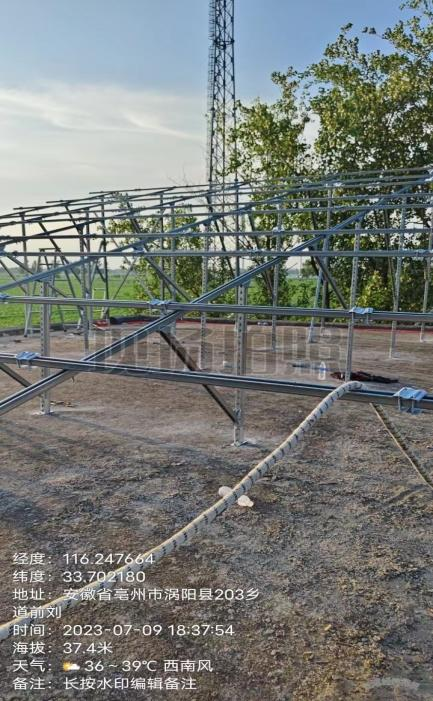 经度：116.247664
纬度：33.702180
地址：安徽省亳州市涡阳县203乡
道前刘
时间：2023-07-09 18:37:54
海拔：37.4米
天气：⛅ 36～39℃ 西南风
备注：长按水印编辑备注